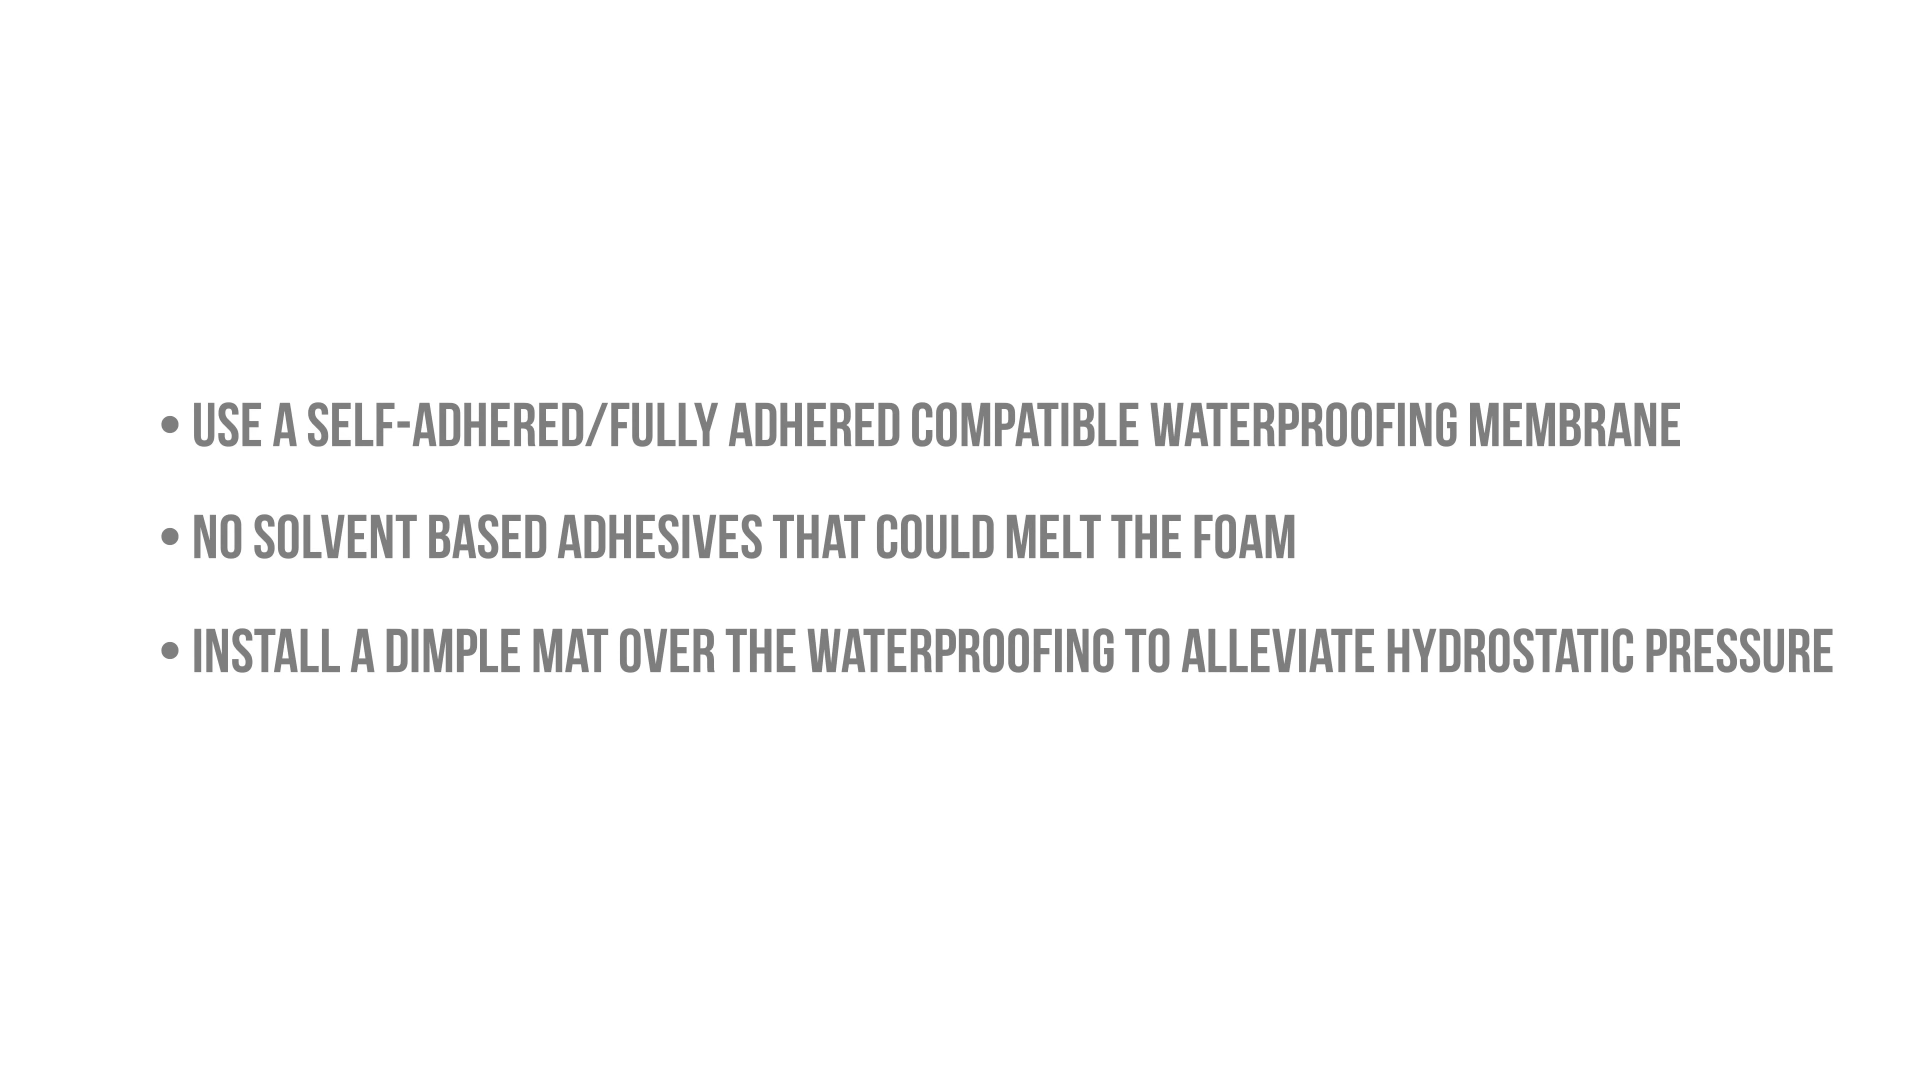 • USE A SELF-ADHERED/FULLY ADHERED COMPATIBLE WATERPROOFING MEMBRANE
• NO SOLVENT BASED ADHESIVES THAT COULD MELT THE FOAM
• INSTALL A DIMPLE MAT OVER THE WATERPROOFING TO ALLEVIATE HYDROSTATIC PRESSURE